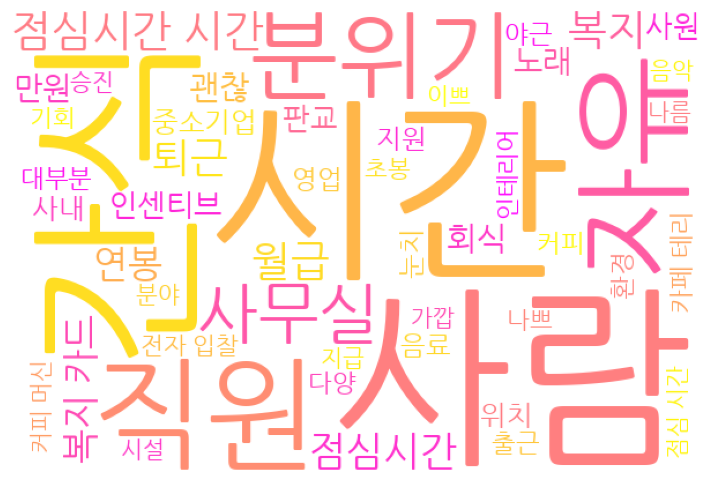 점심시간 시간
분위기
야근
복지
사원
노래
만원
승진
괜찮
이쁘
음악
간식
자유
기회
중소기업
판교
나름
시간
지원
퇴근
대부분
영업
초봉
인테리어
사내
인센티브
회식
커피
연봉
월급
눈치
환경
카페 테리
분야
사무실
가깝
나쁘
사람
복지 카드
전자 입찰
음료
지급
다양
직원
커피 머신
위치
점심 시간
시설
점심시간
출근